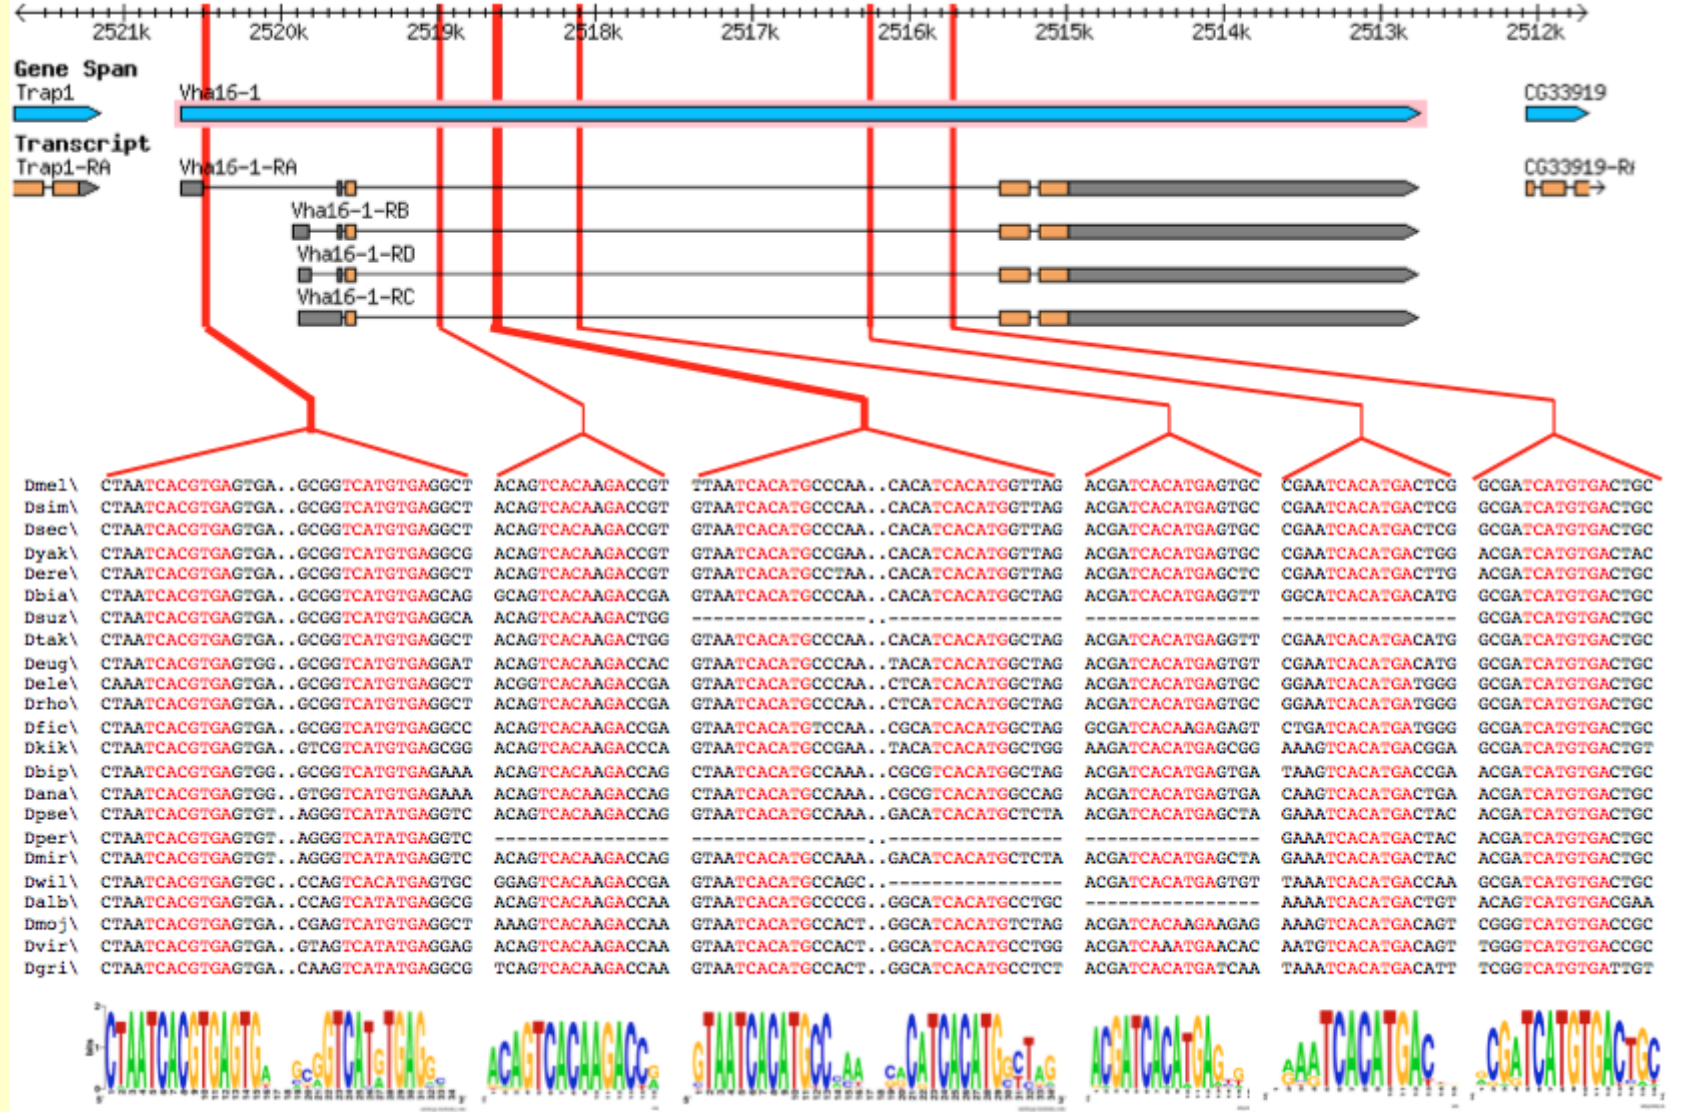 2521k 2520k 2519k 2518k 2517k 2516k 2515k 2514k 2513k 2512k
Gene Span
Trap1 Vha16-1 CG33919
Transcript
Trap1-RA Vha16-1-RA CG33919-RA
Vha16-1-RB
Vha16-1-RD
Vha16-1-RC
Dmel\ CTAATCACGTGAGTGA..GCGGTCATGTGAGGCT ACAGTCACAAGACCGT TTAATCACATGCCCAA..CACATCACATGGTTAG ACGATCACATGAGTGC CGAATCACATGACTCG GCGATCATGTGACTGC
Dsim\ CTAATCACGTGAGTGA..GCGGTCATGTGAGGCT ACAGTCACAAGACCGT GTAATCACATGCCCAA..CACATCACATGGTTAG ACGATCACATGAGTGC CGAATCACATGACTCG GCGATCATGTGACTGC
Dsec\ CTAATCACGTGAGTGA..GCGGTCATGTGAGGCT ACAGTCACAAGACCGT GTAATCACATGCCCAA..CACATCACATGGTTAG ACGATCACATGAGTGC CGAATCACATGACTCG GCGATCATGTGACTGC
Dyak\ CTAATCACGTGAGTGA..GCGGTCATGTGAGGCG ACAGTCACAAGACCGT GTAATCACATGCCGAA..CACATCACATGGTTAG ACGATCACATGAGTGC CGAATCACATGACTGG ACGATCATGTGACTAC
Dere\ CTAATCACGTGAGTGA..GCGGTCATGTGAGGCT ACAGTCACAAGACCGT GTAATCACATGCCTAA..CACATCACATGGTTAG ACGATCACATGAGCTC CGAATCACATGACTTG ACGATCATGTGACTGC
Dbia\ CTAATCACGTGAGTGA..GCGGTCATGTGAGCAG GCAGTCACAAGACCGA GTAATCACATGCCCAA..CACATCACATGGCTAG ACGATCACATGAGGTT GGCATCACATGACATG GCGATCATGTGACTGC
Dsuz\ CTAATCACGTGAGTGA..GCGGTCATGTGAGGCA ACAGTCACAAGACTGG ----------------..---------------- ---------------- ---------------- GCGATCATGTGACTGC
Dtak\ CTAATCACGTGAGTGA..GCGGTCATGTGAGGCT ACAGTCACAAGACTGG GTAATCACATGCCCAA..CACATCACATGGCTAG ACGATCACATGAGGTT CGAATCACATGACATG GCGATCATGTGACTGC
Deug\ CTAATCACGTGAGTGG..GCGGTCATGTGAGGAT ACAGTCACAAGACCAC GTAATCACATGCCCAA..TACATCACATGGCTAG ACGATCACATGAGTGT CGAATCACATGACATG GCGATCATGTGACTGC
Dele\ CAAATCACGTGAGTGA..GCGGTCATGTGAGGCT ACGGTCACAAGACCGA GTAATCACATGCCCAA..CTCATCACATGGCTAG ACGATCACATGAGTGC GGAATCACATGATGGG GCGATCATGTGACTGC
Drho\ CTAATCACGTGAGTGA..GCGGTCATGTGAGGCT ACAGTCACAAGACCGA GTAATCACATGCCCAA..CTCATCACATGGCTAG ACGATCACATGAGTGC GGAATCACATGATGGG GCGATCATGTGACTGC
Dfic\ CTAATCACGTGAGTGA..GCGGTCATGTGAGGCC ACAGTCACAAGACCGA GTAATCACATGTCCAA..CGCATCACATGGCTAG GCGATCACAAGAGAGT CTGATCACATGATGGG GCGATCATGTGACTGC
Dkik\ CTAATCACGTGAGTGA..GTCGTCATGTGAGCGG ACAGTCACAAGACCCA GTAATCACATGCCGAA..TACATCACATGGCTGG AAGATCACATGAGCGG AAAGTCACATGACGGA GCGATCATGTGACTGT
Dbip\ CTAATCACGTGAGTGG..GCGGTCATGTGAGAAA ACAGTCACAAGACCAG CTAATCACATGCCAAA..CGCGTCACATGGCTAG ACGATCACATGAGTGA TAAGTCACATGACCGA ACGATCATGTGACTGC
Dana\ CTAATCACGTGAGTGG..GTGGTCATGTGAGAAA ACAGTCACAAGACCAG CTAATCACATGCCAAA..CGCGTCACATGGCCAG ACGATCACATGAGTGA CAAGTCACATGACTGA ACGATCATGTGACTGC
Dpse\ CTAATCACGTGAGTGT..AGGGTCATATGAGGTC ACAGTCACAAGACCAG GTAATCACATGCCAAA..GACATCACATGCTCTA ACGATCACATGAGCTA GAAATCACATGACTAC ACGATCATGTGACTGC
Dper\ CTAATCACGTGAGTGT..AGGGTCATATGAGGTC ---------------- ----------------..---------------- ---------------- GAAATCACATGACTAC ACGATCATGTGACTGC
Dmir\ CTAATCACGTGAGTGT..AGGGTCATATGAGGTC ACAGTCACAAGACCAG GTAATCACATGCCAAA..GACATCACATGCTCTA ACGATCACATGAGCTA GAAATCACATGACTAC ACGATCATGTGACTGC
Dwil\ CTAATCACGTGAGTGC..CCAGTCACATGAGTGC GGAGTCACAAGACCGA GTAATCACATGCCAGC..---------------- ACGATCACATGAGTGT TAAATCACATGACCAA GCGATCATGTGACTGC
Dalb\ CTAATCACGTGAGTGA..CCAGTCATATGAGGCG ACAGTCACAAGACCAA GTAATCACATGCCCCG..GGCATCACATGCCTGC ---------------- AAAATCACATGACTGT ACAGTCATGTGACGAA
Dmoj\ CTAATCACGTGAGTGA..CGAGTCATGTGAGGCT AAAGTCACAAGACCAA GTAATCACATGCCACT..GGCATCACATGTCTAG ACGATCACAAGAAGAG AAAGTCACATGACAGT CGGGTCATGTGACCGC
Dvir\ CTAATCACGTGAGTGA..GTAGTCATATGAGGAG ACAGTCACAAGACCAA GTAATCACATGCCACT..GGCATCACATGCCTGG ACGATCAAATGAACAC AATGTCACATGACAGT TGGGTCATGTGACCGC
Dgri\ CTAATCACGTGAGTGA..CAAGTCATATGAGGCG TCAGTCACAAGACCAA GTAATCACATGCCACT..GGCATCACATGCCTCT ACGATCACATGATCAA TAAATCACATGACATT TCGGTCATGTGATTGT